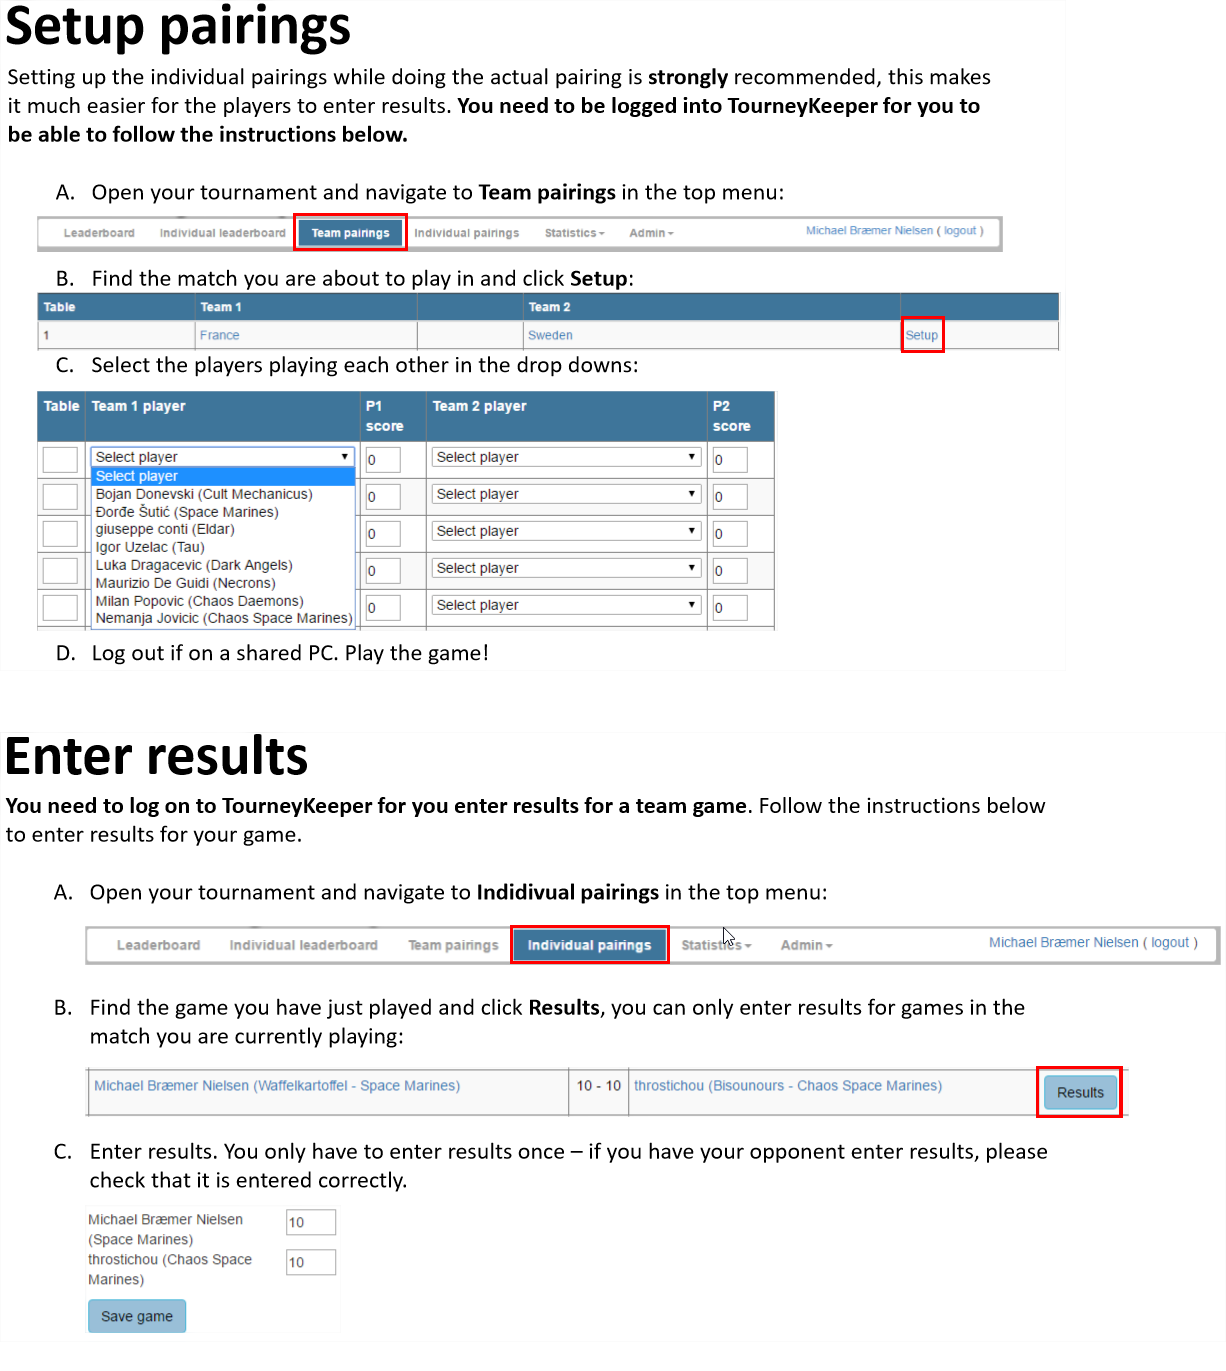 Setup pairings
Setting up the individual pairings while doing the actual pairing is strongly recommended, this makes
it much easier for the players to enter results. You need to be logged into TourneyKeeper for you to
be able to follow the instructions below.
A. Open your tournament and navigate to Team pairings in the top menu:
Leaderboard Individual leaderboard Team pairings Individual pairings Statistics Admin Michael Bræmer Nielsen ( logout )
B. Find the match you are about to play in and click Setup:
Table Team 1 Team 2
1 France Sweden Setup
C. Select the players playing each other in the drop downs:
Table Team 1 player P1 score Team 2 player P2 score
Select player 0 Select player 0
Select player
Bojan Donevski (Cult Mechanicus) 0 Select player 0
Đorđe Šutić (Space Marines)
giuseppe conti (Eldar) 0 Select player 0
Igor Uzelac (Tau)
Luka Dragacevic (Dark Angels) 0 Select player 0
Maurizio De Guidi (Necrons)
Milan Popovic (Chaos Daemons) 0 Select player 0
Nemanja Jovicic (Chaos Space Marines)
D. Log out if on a shared PC. Play the game!
Enter results
You need to log on to TourneyKeeper for you enter results for a team game. Follow the instructions below
to enter results for your game.
A. Open your tournament and navigate to Indidivual pairings in the top menu:
Leaderboard Individual leaderboard Team pairings Individual pairings Statistics Admin Michael Bræmer Nielsen ( logout )
B. Find the game you have just played and click Results, you can only enter results for games in the
match you are currently playing:
Michael Bræmer Nielsen (Waffelkartoffel - Space Marines) 10 - 10 throstichou (Bisounours - Chaos Space Marines) Results
C. Enter results. You only have to enter results once – if you have your opponent enter results, please
check that it is entered correctly.
Michael Bræmer Nielsen 10
(Space Marines)
throstichou (Chaos Space 10
Marines)
Save game